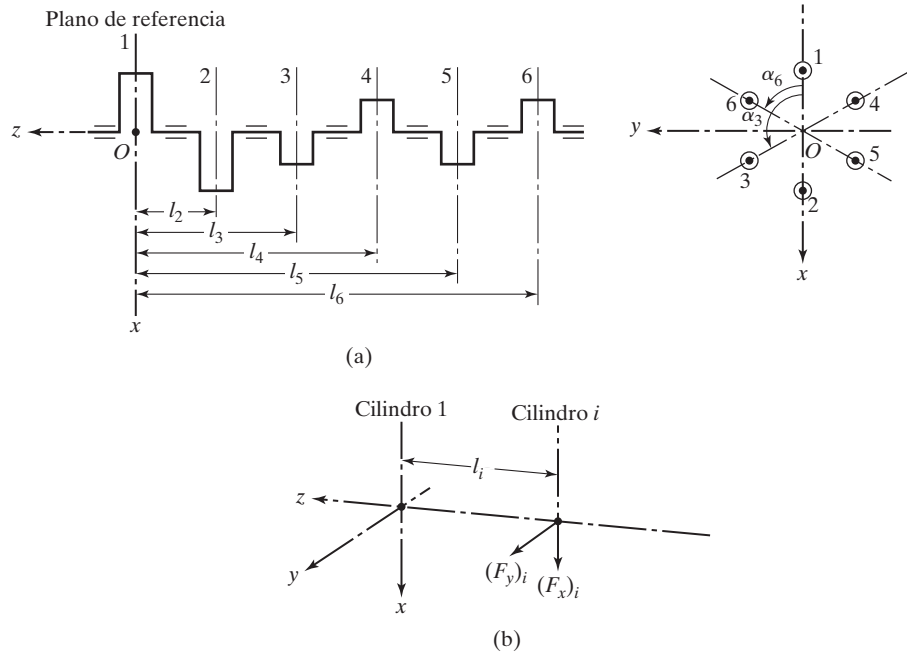 Plano de referencia
1
2
3
4
5
6
z
O
l2
l3
l4
l5
l6
x
(a)
1
α6
6
4
α3
y
O
3
5
2
x
Cilindro 1
Cilindro i
li
z
y
x
(Fy)i
(Fx)i
(b)